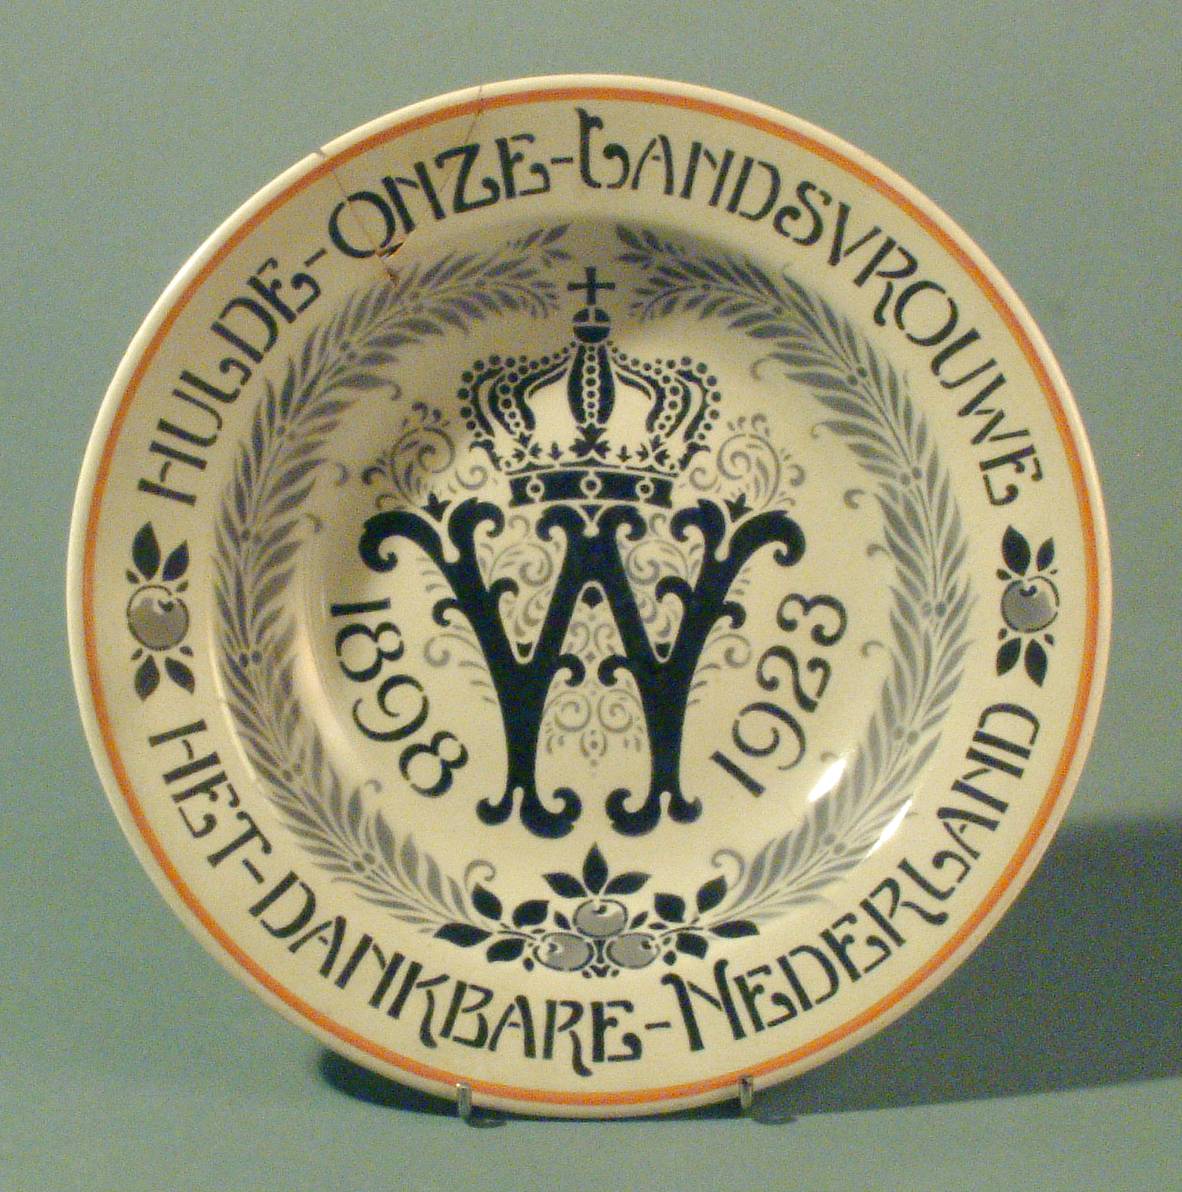 HULDE-ONZE-LANDSVROUWE
W
1898 1923
HET-DANKBARE-NEDERLAND